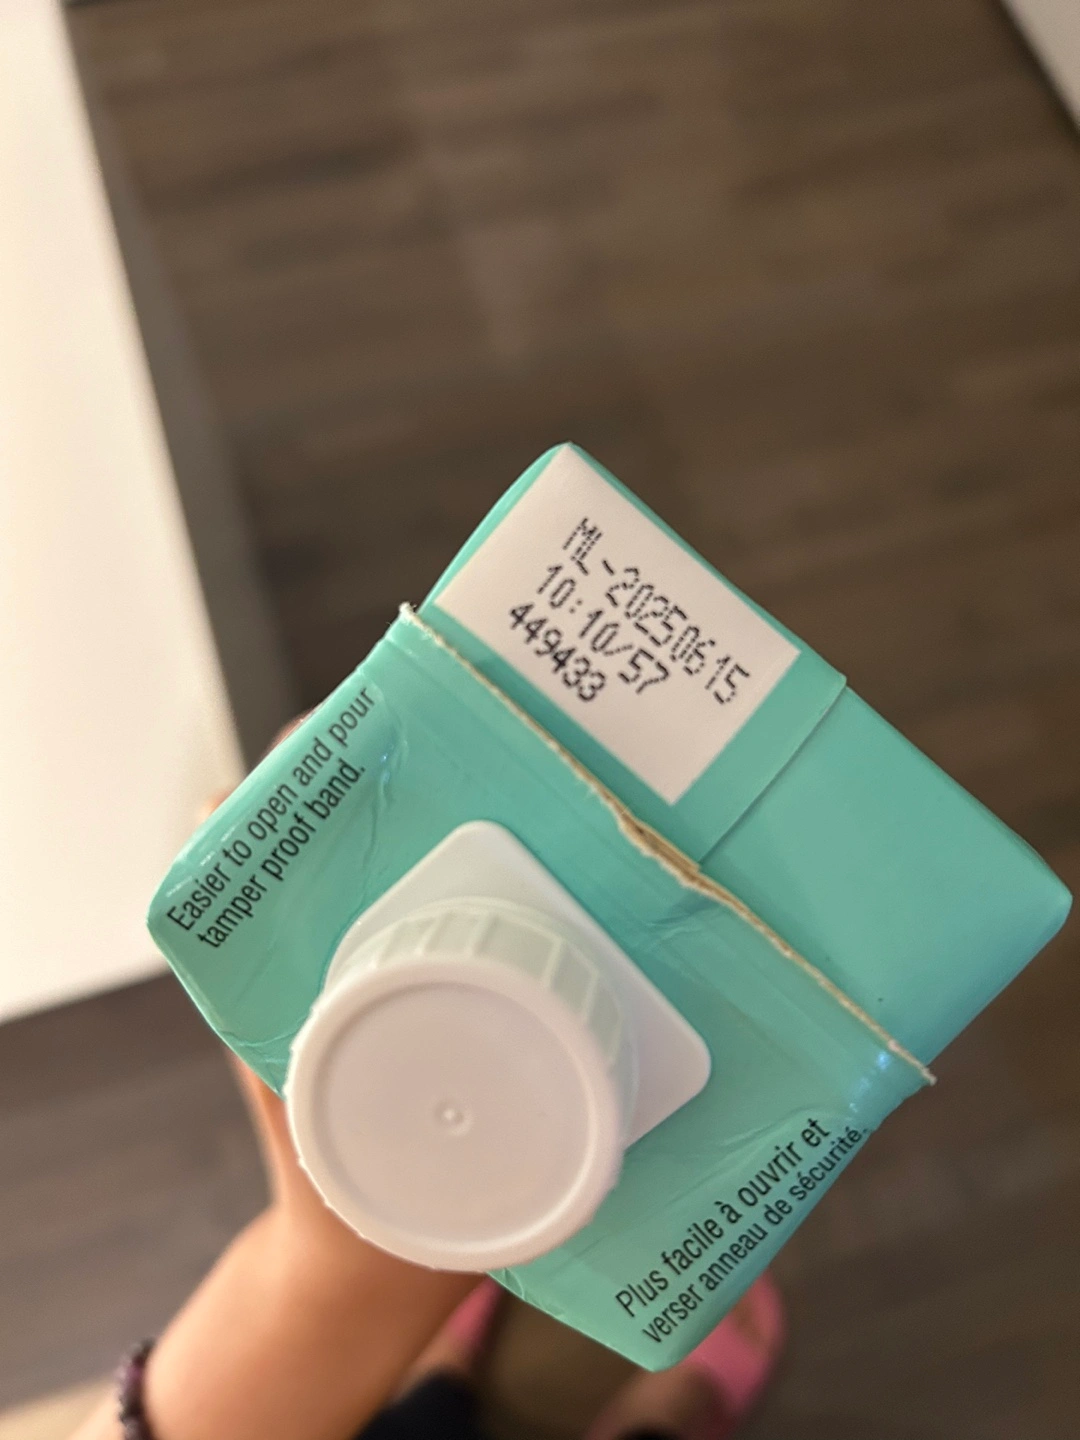 ML-20250615
10:10/57
449433
Easier to open and pour
tamper proof band.
Plus facile à ouvrir et
verser anneau de sécurité.